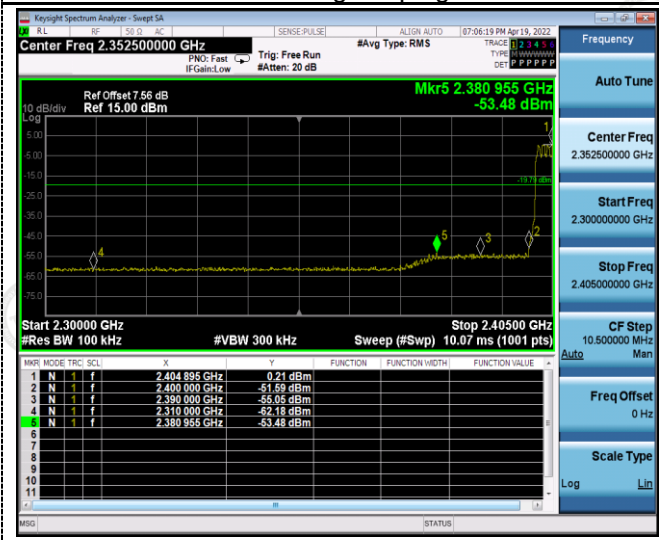 Keysight Spectrum Analyzer - Swept SA
RL RF 50 Ω AC SENSE:PULSE ALIGN AUTO 07:06:19 PM Apr 19, 2022
Center Freq 2.352500000 GHz #Avg Type: RMS TRACE 1 2 3 4 5 6
PNO: Fast Trig: Free Run TYPE M WWWWW
IFGain:Low #Atten: 20 dB DET P P P P P P
Frequency
Ref Offset 7.56 dB Mkr5 2.380 955 GHz
10 dB/div Ref 15.00 dBm -53.48 dBm
Log
1
5.00
-5.00
-15.0
-19.79 dBm
-25.0
-35.0
-45.0
5 3 2
4
-55.0
-65.0
-75.0
Start 2.30000 GHz Stop 2.40500 GHz
#Res BW 100 kHz #VBW 300 kHz Sweep (#Swp) 10.07 ms (1001 pts)
MKR MODE TRC SCL X Y FUNCTION FUNCTION WIDTH FUNCTION VALUE
1 N 1 f 2.404 895 GHz 0.21 dBm
2 N 1 f 2.400 000 GHz -51.59 dBm
3 N 1 f 2.390 000 GHz -55.05 dBm
4 N 1 f 2.310 000 GHz -62.18 dBm
5 N 1 f 2.380 955 GHz -53.48 dBm
6
7
8
9
10
11
MSG STATUS
Auto Tune
Center Freq
2.352500000 GHz
Start Freq
2.300000000 GHz
Stop Freq
2.405000000 GHz
CF Step
10.500000 MHz
Auto Man
Freq Offset
0 Hz
Scale Type
Log Lin